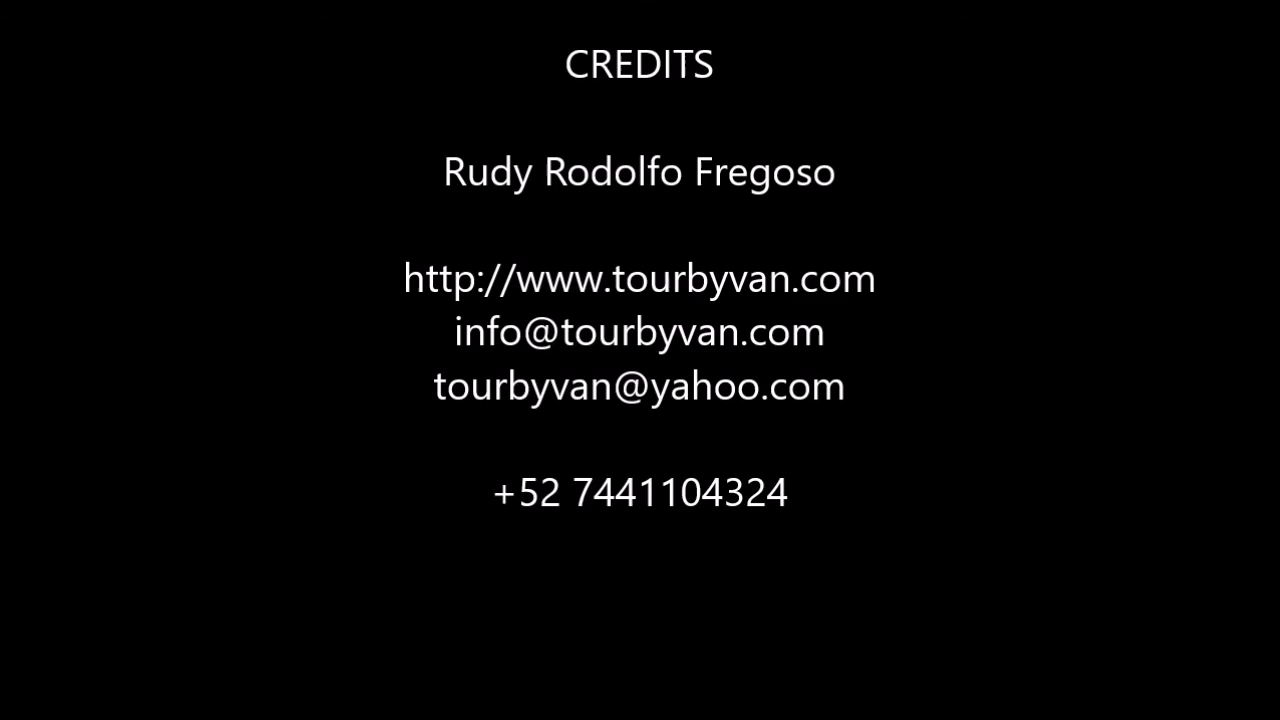 CREDITS
Rudy Rodolfo Fregoso
http://www.tourbyvan.com
info@tourbyvan.com
tourbyvan@yahoo.com
+52 7441104324